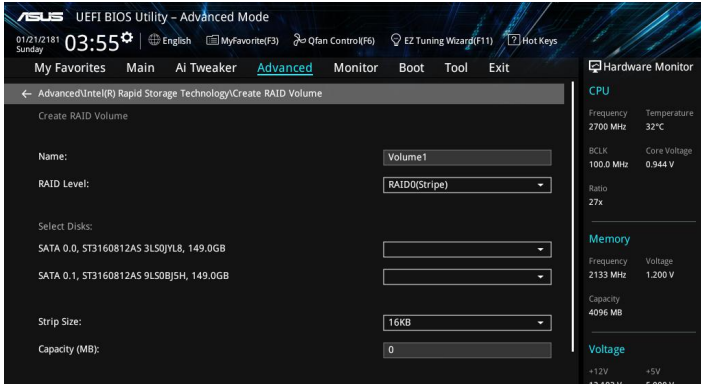 ASUS UEFI BIOS Utility – Advanced Mode
01/21/2181 Sunday 03:55 English MyFavorite(F3) Qfan Control(F6) EZ Tuning Wizard(F11) ? Hot Keys
My Favorites Main Ai Tweaker Advanced Monitor Boot Tool Exit
← Advanced\Intel(R) Rapid Storage Technology\Create RAID Volume
Create RAID Volume
Name: Volume1
RAID Level: RAID0(Stripe)
Select Disks:
SATA 0.0, ST3160812AS 3LS0JYL8, 149.0GB
SATA 0.1, ST3160812AS 9LS0BJ5H, 149.0GB
Strip Size: 16KB
Capacity (MB): 0
Hardware Monitor
CPU
Frequency Temperature
2700 MHz 32°C
BCLK Core Voltage
100.0 MHz 0.944 V
Ratio
27x
Memory
Frequency Voltage
2133 MHz 1.200 V
Capacity
4096 MB
Voltage
+12V +5V